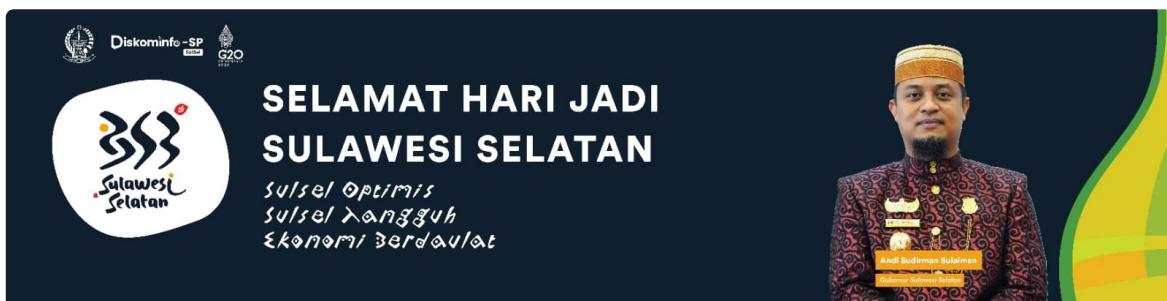 Diskominfo-SP
SulSel
G20
353
Sulawesi
Selatan
SELAMAT HARI JADI
SULAWESI SELATAN
Sulsel Optimis
Sulsel Tangguh
Ekonomi Berdaulat
Andi Sudirman Sulaiman
Gubernur Sulawesi Selatan